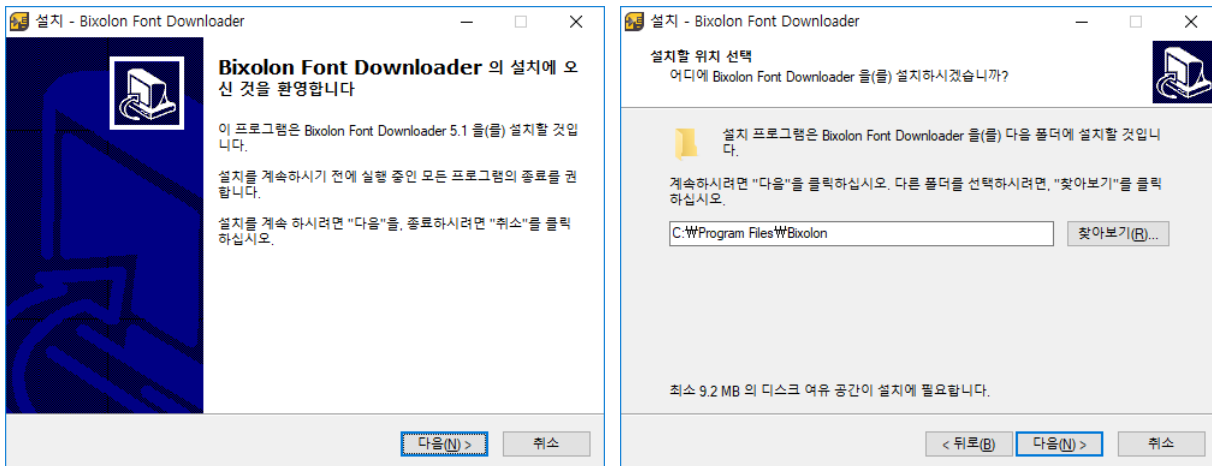 설치 - Bixolon Font Downloader
Bixolon Font Downloader 의 설치에 오
신 것을 환영합니다
이 프로그램은 Bixolon Font Downloader 5.1 을(를) 설치할 것입
니다.
설치를 계속하시기 전에 실행 중인 모든 프로그램의 종료를 권
합니다.
설치를 계속 하시려면 "다음"을, 종료하시려면 "취소"를 클릭
하십시오.
다음(N) >
취소
설치 - Bixolon Font Downloader
설치할 위치 선택
어디에 Bixolon Font Downloader 을(를) 설치하시겠습니까?
설치 프로그램은 Bixolon Font Downloader 을(를) 다음 폴더에 설치할 것입니
다.
계속하시려면 "다음"을 클릭하십시오. 다른 폴더를 선택하시려면, "찾아보기"를 클릭
하십시오.
C:₩Program Files₩Bixolon
찾아보기(R)...
최소 9.2 MB 의 디스크 여유 공간이 설치에 필요합니다.
< 뒤로(B)
다음(N) >
취소